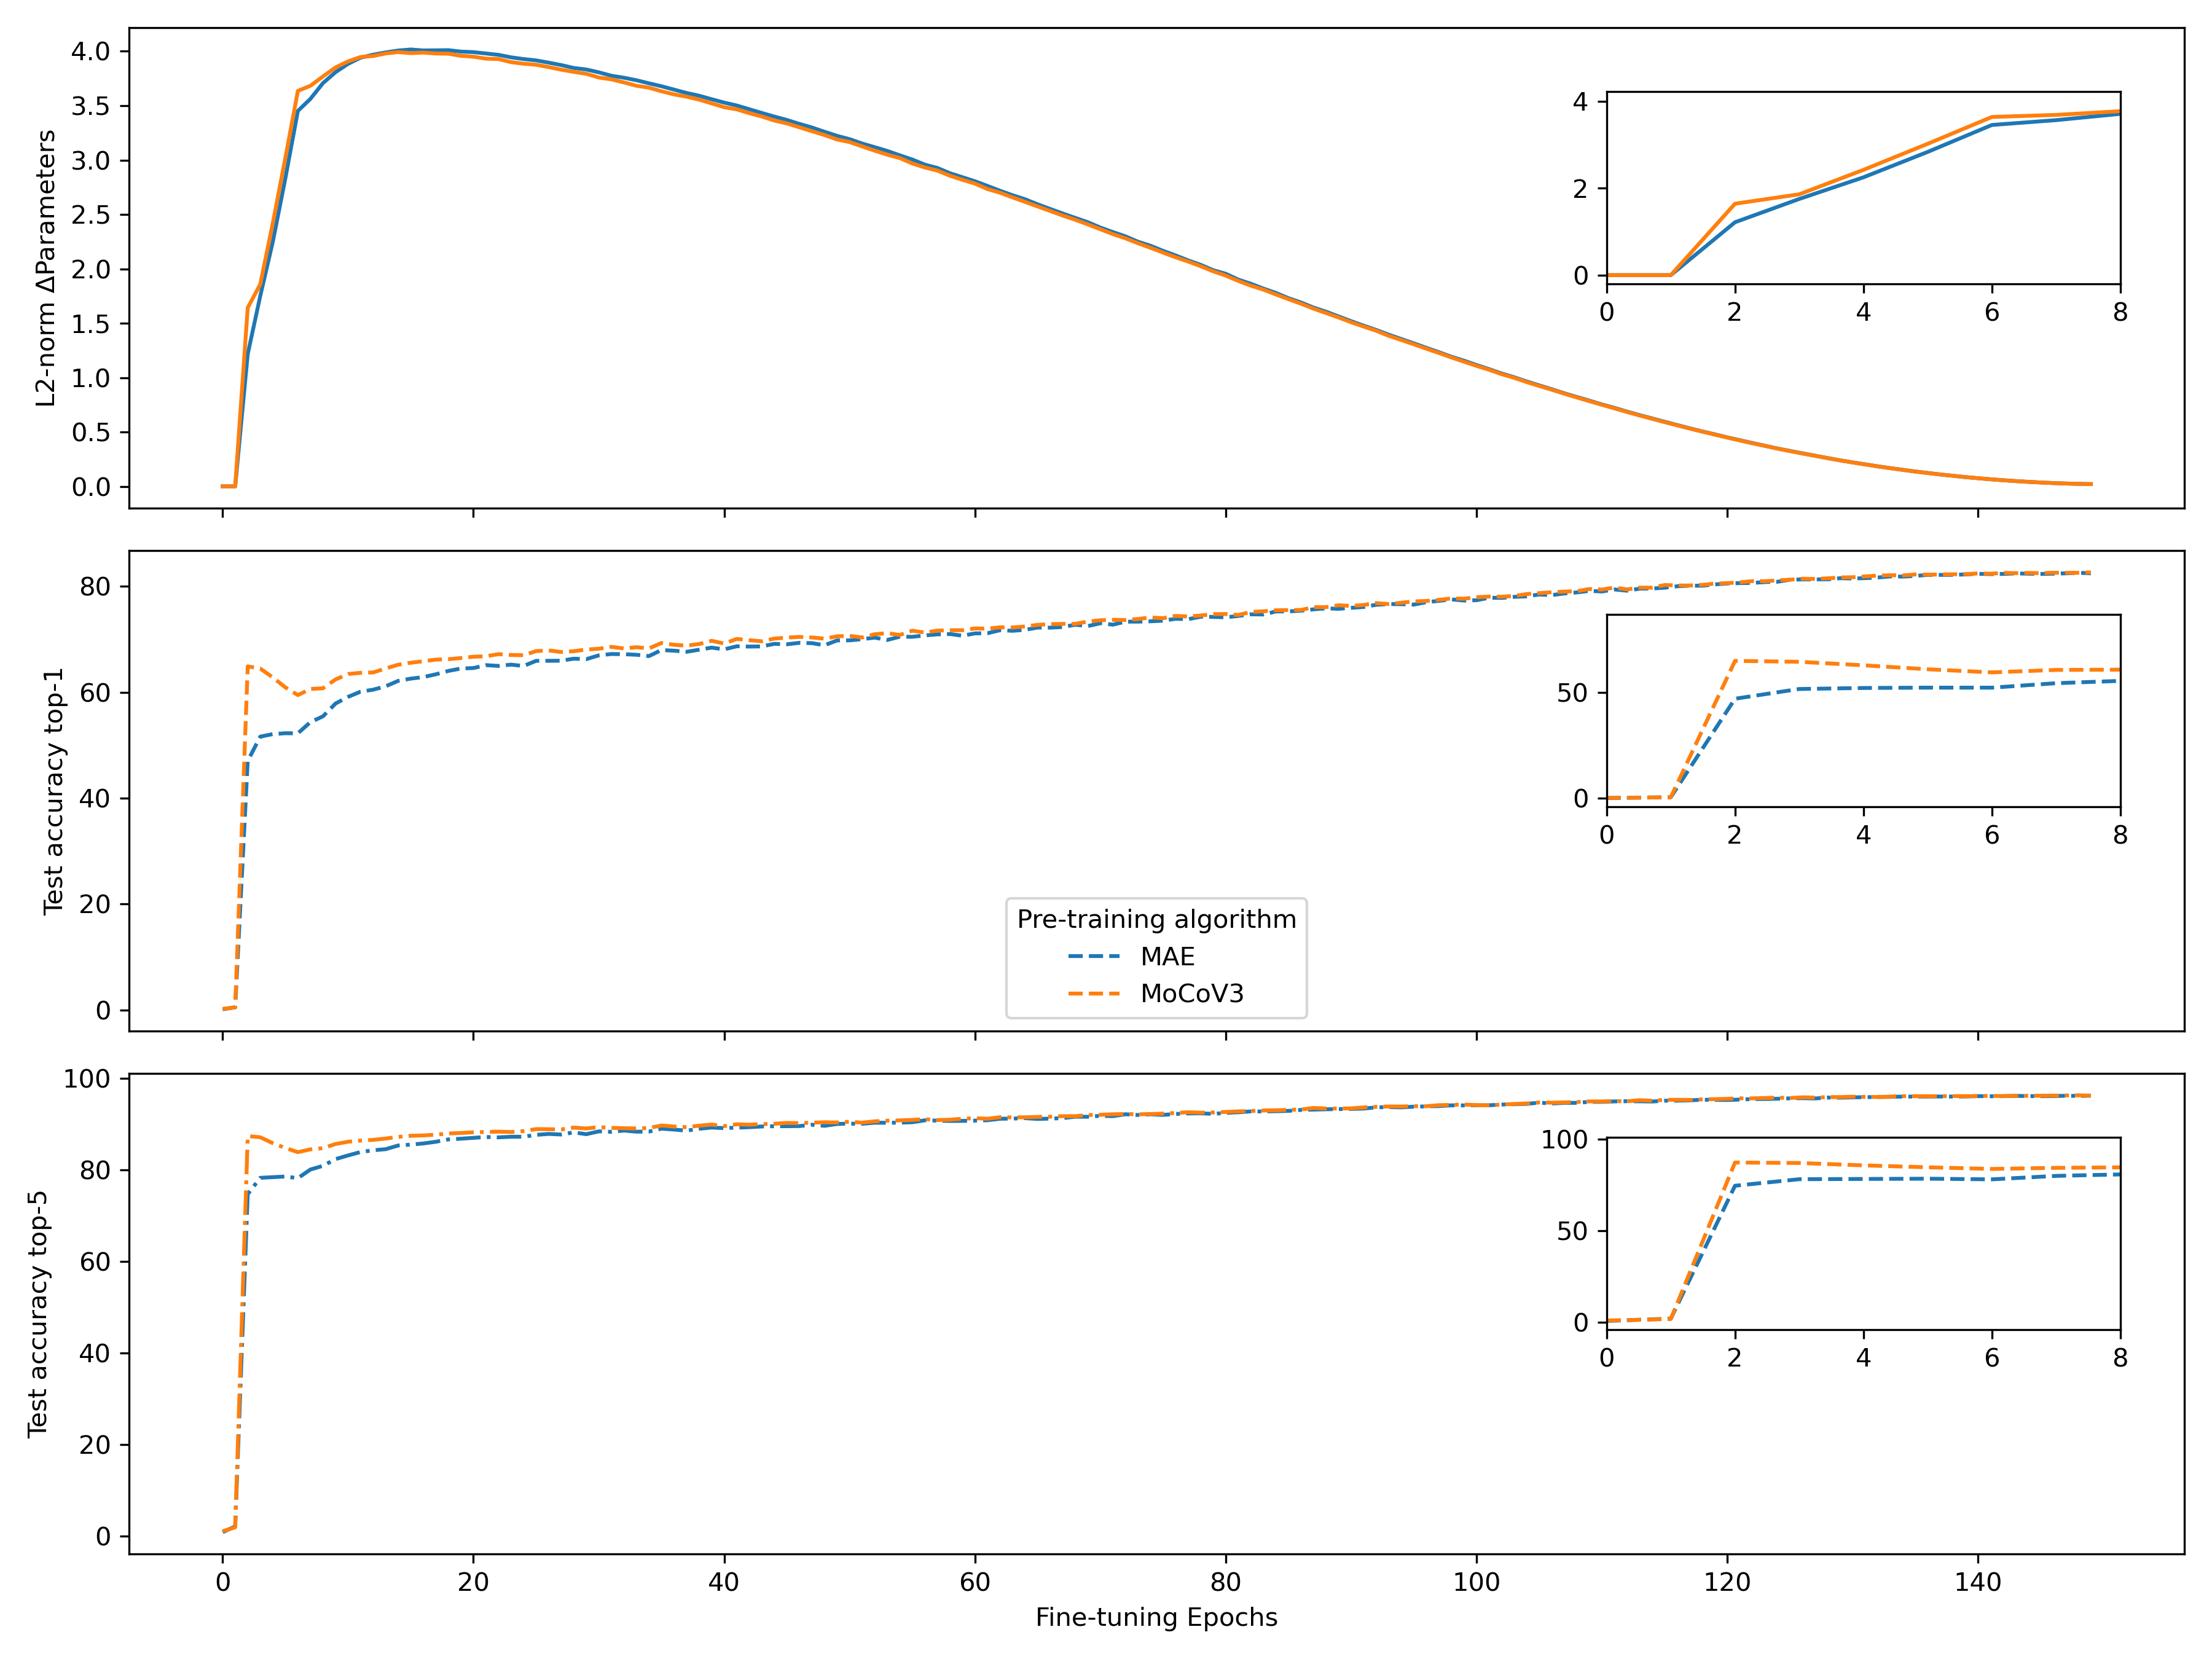 4.0
3.5
3.0
2.5
2.0
1.5
1.0
0.5
0.0
L2-norm ΔParameters
4
2
0
0 2 4 6 8
80
60
40
20
0
Test accuracy top-1
50
0
0 2 4 6 8
Pre-training algorithm
MAE
MoCoV3
100
80
60
40
20
0
Test accuracy top-5
100
50
0
0 2 4 6 8
0 20 40 60 80 100 120 140
Fine-tuning Epochs